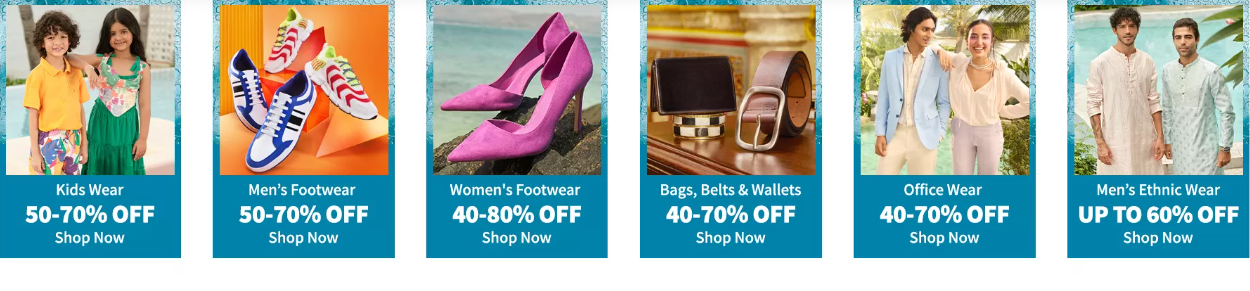 Kids Wear
50-70% OFF
Shop Now
Men's Footwear
50-70% OFF
Shop Now
Women's Footwear
40-80% OFF
Shop Now
Bags, Belts & Wallets
40-70% OFF
Shop Now
Office Wear
40-70% OFF
Shop Now
Men's Ethnic Wear
UP TO 60% OFF
Shop Now